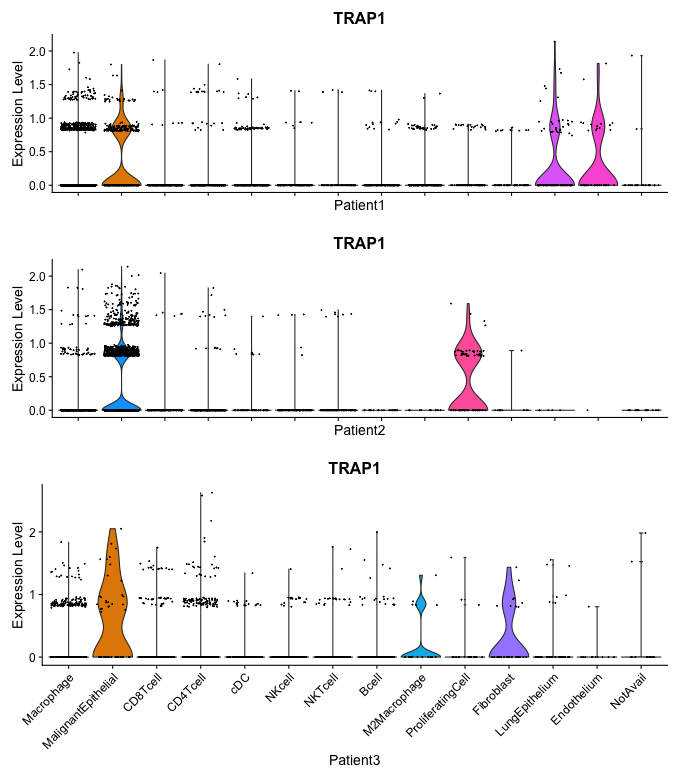 TRAP1
Expression Level
2.0
1.5
1.0
0.5
0.0
Patient1
TRAP1
Expression Level
2.0
1.5
1.0
0.5
0.0
Patient2
TRAP1
Expression Level
2
1
0
Macrophage
MalignantEpithelial
CD8Tcell
CD4Tcell
cDC
NKcell
NKTcell
Bcell
M2Macrophage
ProliferatingCell
Fibroblast
LungEpithelium
Endothelium
NotAvail
Patient3